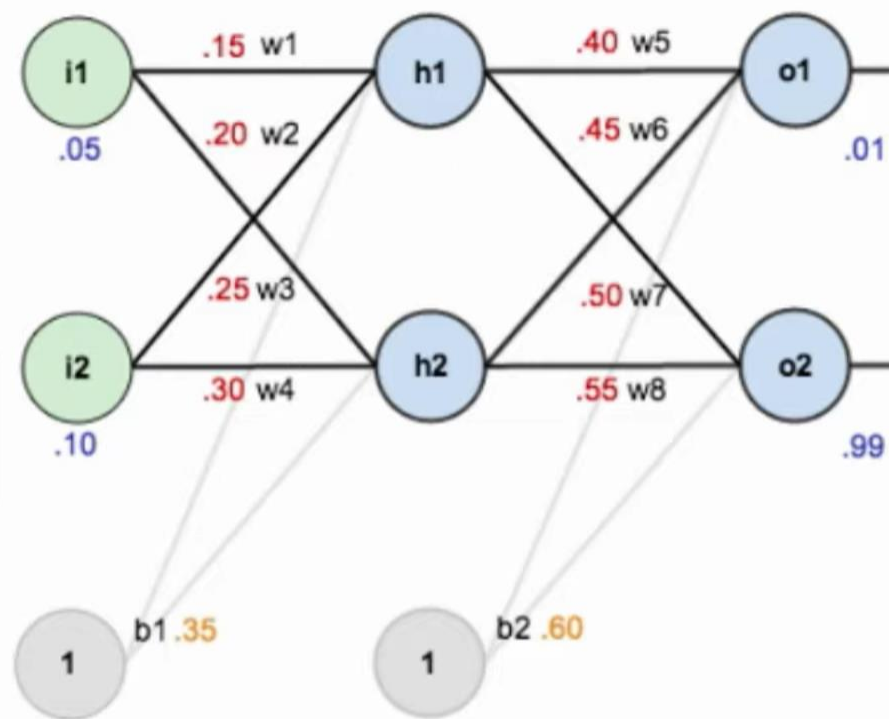 i1 .15 w1 h1 .40 w5 o1
.05 .20 w2 .45 w6 .01
.25 w3 .50 w7
i2 .30 w4 h2 .55 w8 o2
.10 .99
b1 .35 b2 .60
1 1